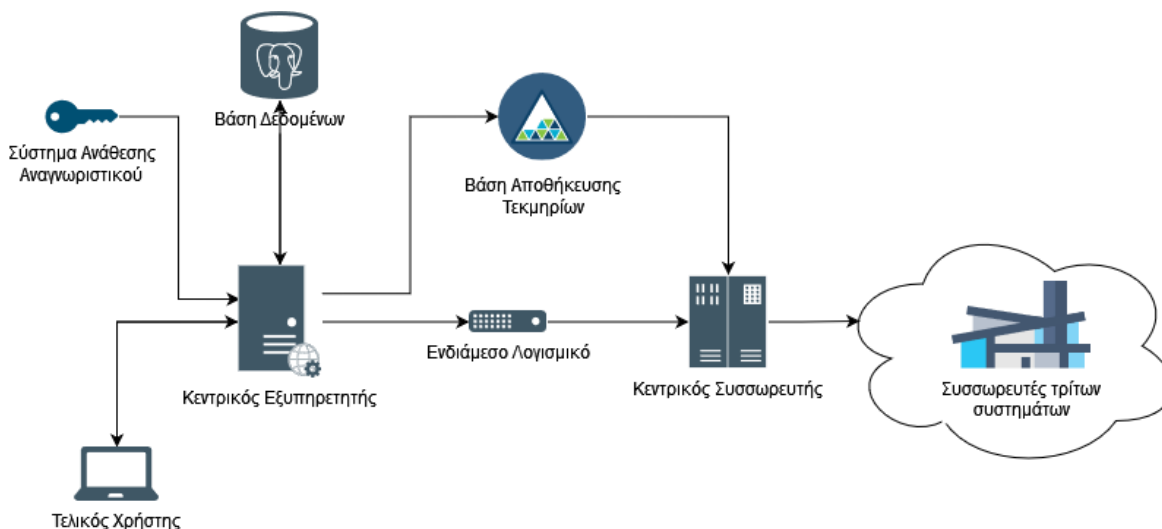 Βάση Δεδομένων
Σύστημα Ανάθεσης
Αναγνωριστικού
Βάση Αποθήκευσης
Τεκμηρίων
Ενδιάμεσο Λογισμικό
Κεντρικός Εξυπηρετητής
Κεντρικός Συσσωρευτής
Συσσωρευτές τρίτων
συστημάτων
Τελικός Χρήστης